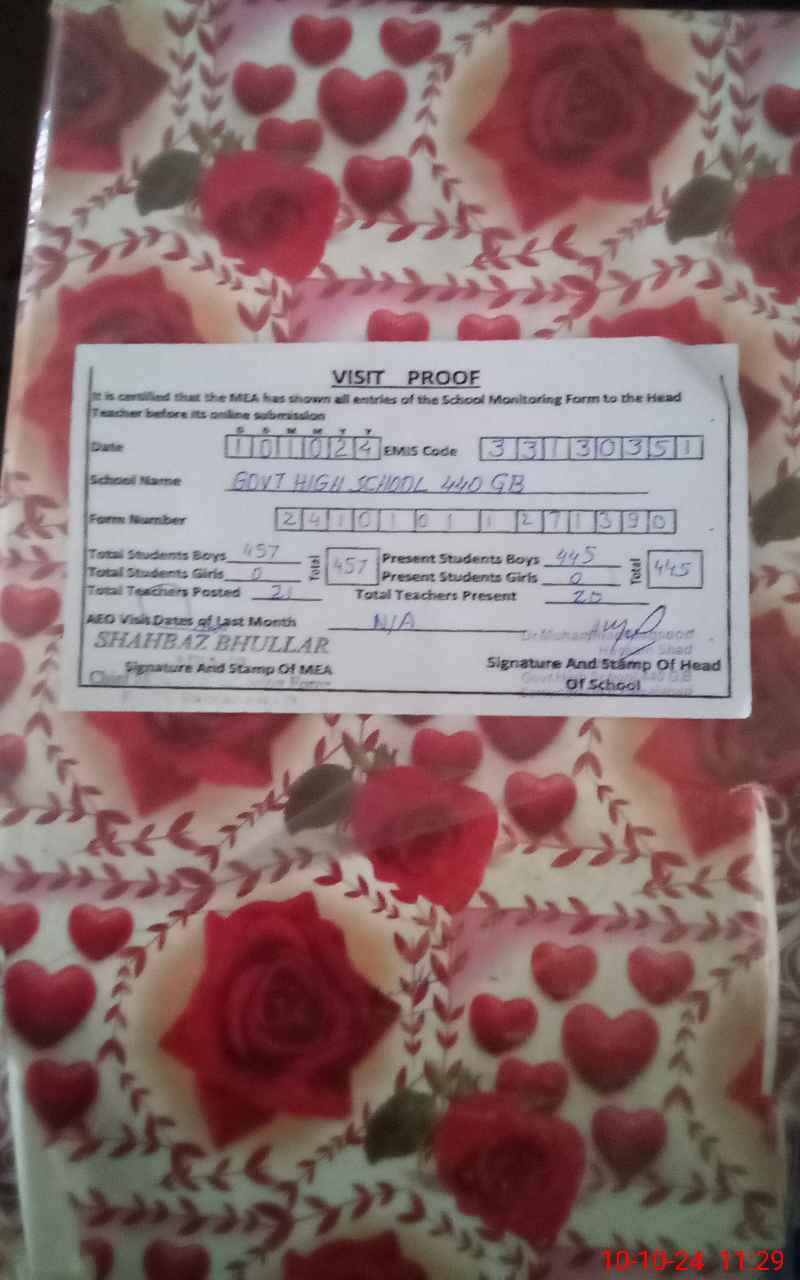 VISIT PROOF
It is certified that the MEA has shown all entries of the School Monitoring Form to the Head
Teacher before its online submission
D D M M Y Y
Date 1 0 1 0 2 4 EMIS Code 3 3 1 3 0 3 5 1
School Name GOVT HIGH SCHOOL 440 GB
Form Number 2 4 1 0 1 0 1 1 2 7 1 3 9 0
Total Students Boys 457 Total 457 Present Students Boys 445 Total 445
Total Students Girls 0 Present Students Girls 0
Total Teachers Posted 21 Total Teachers Present 20
AEO Visit Dates of Last Month N/A
SHAHBAZ BHULLAR
Signature And Stamp Of MEA Signature And Stamp Of Head
Of School
10-10-24 11:29